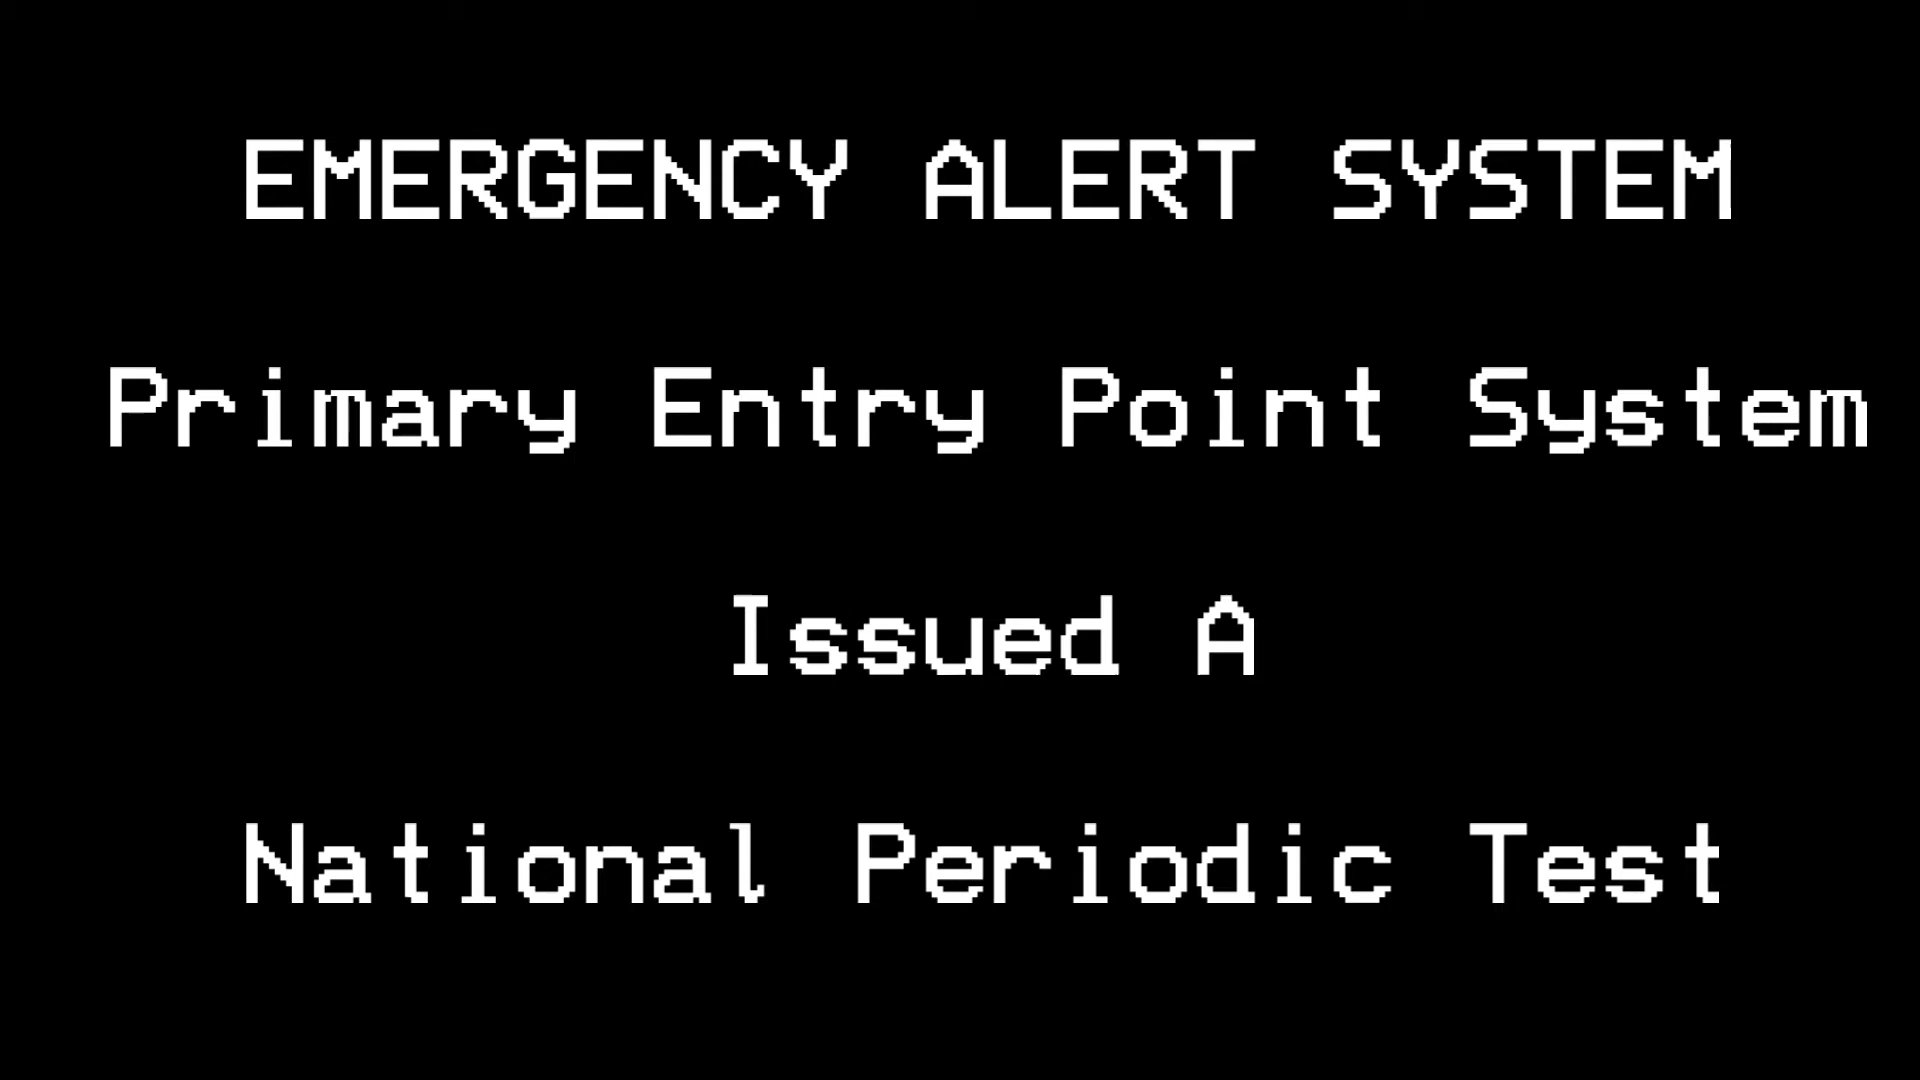 EMERGENCY ALERT SYSTEM
Primary Entry Point System
Issued A
National Periodic Test